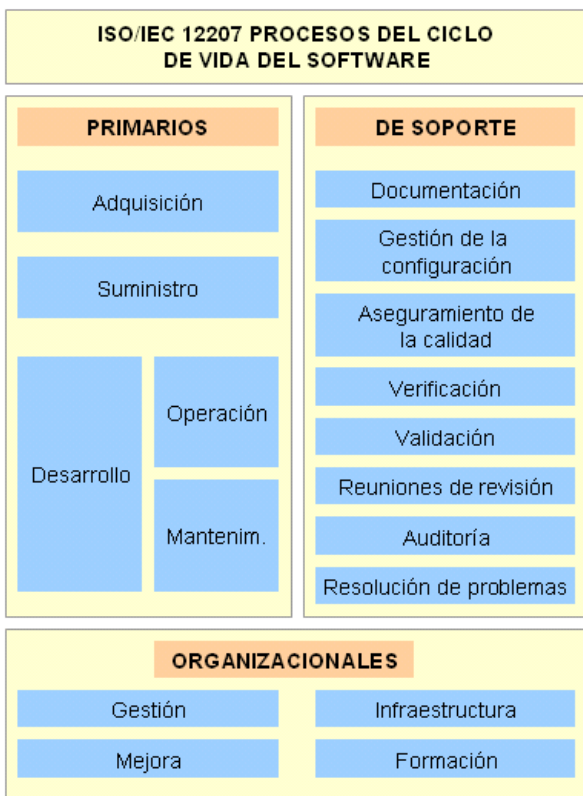 ISO/IEC 12207 PROCESOS DEL CICLO
DE VIDA DEL SOFTWARE
PRIMARIOS
Adquisición
Suministro
Desarrollo
Operación
Mantenim.
DE SOPORTE
Documentación
Gestión de la
configuración
Aseguramiento de
la calidad
Verificación
Validación
Reuniones de revisión
Auditoría
Resolución de problemas
ORGANIZACIONALES
Gestión
Infraestructura
Mejora
Formación